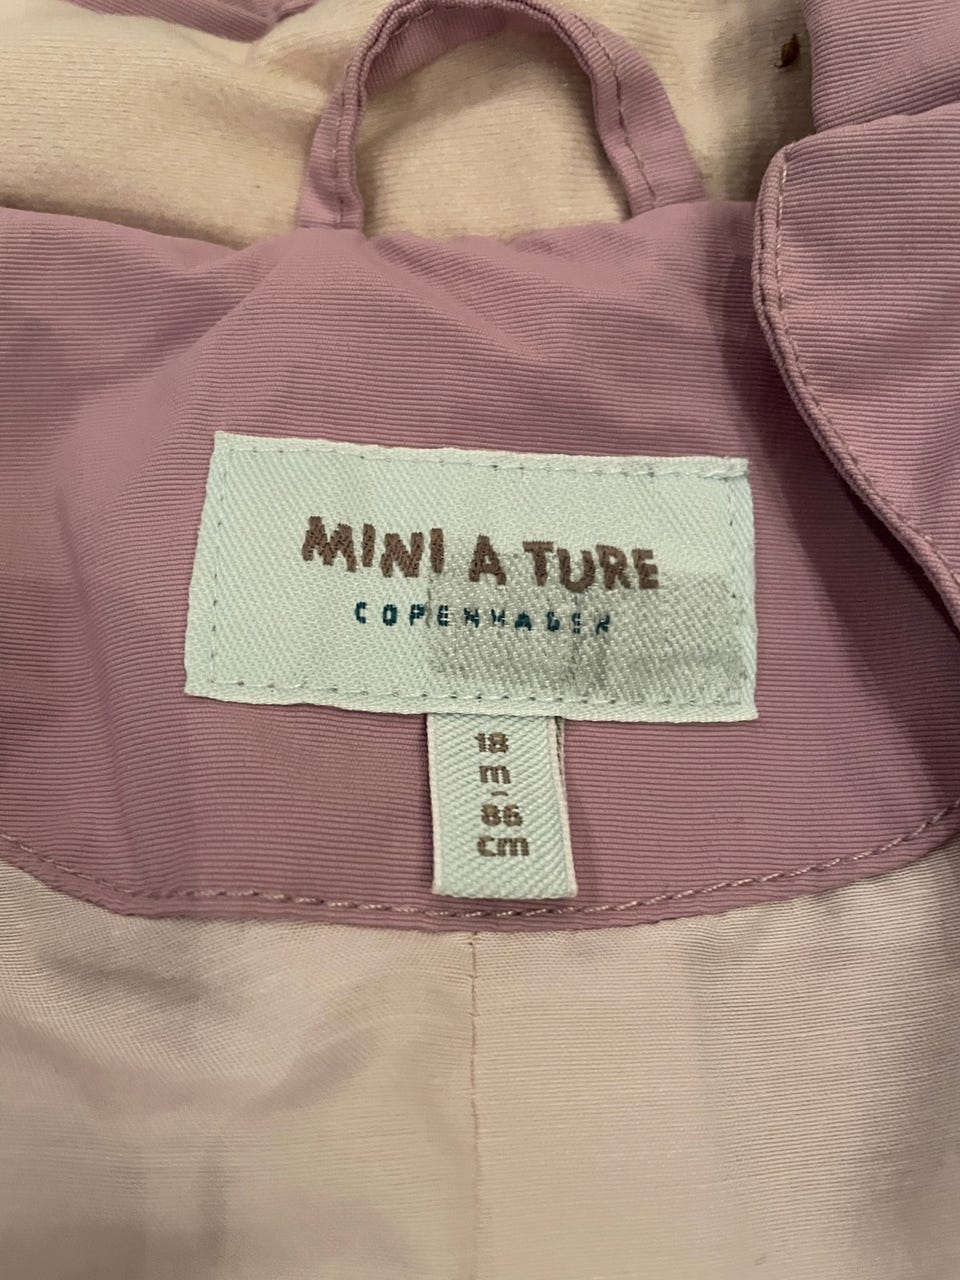 MINI A TURE
COPENHAGEN
18
m-
86
cm